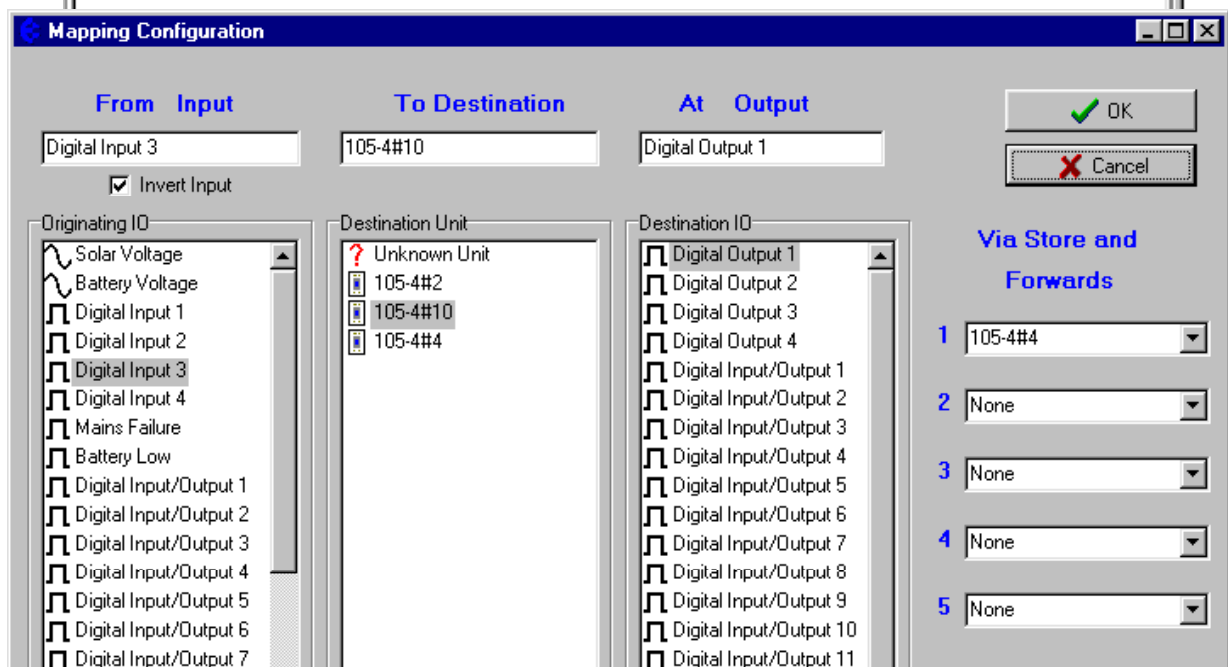 Mapping Configuration
From Input
To Destination
At Output
OK
Digital Input 3
105-4#10
Digital Output 1
Cancel
Invert Input
Originating IO
Solar Voltage
Battery Voltage
Digital Input 1
Digital Input 2
Digital Input 3
Digital Input 4
Mains Failure
Battery Low
Digital Input/Output 1
Digital Input/Output 2
Digital Input/Output 3
Digital Input/Output 4
Digital Input/Output 5
Digital Input/Output 6
Digital Input/Output 7
Destination Unit
? Unknown Unit
105-4#2
105-4#10
105-4#4
Destination IO
Digital Output 1
Digital Output 2
Digital Output 3
Digital Output 4
Digital Input/Output 1
Digital Input/Output 2
Digital Input/Output 3
Digital Input/Output 4
Digital Input/Output 5
Digital Input/Output 6
Digital Input/Output 7
Digital Input/Output 8
Digital Input/Output 9
Digital Input/Output 10
Digital Input/Output 11
Via Store and
Forwards
1 105-4#4
2 None
3 None
4 None
5 None